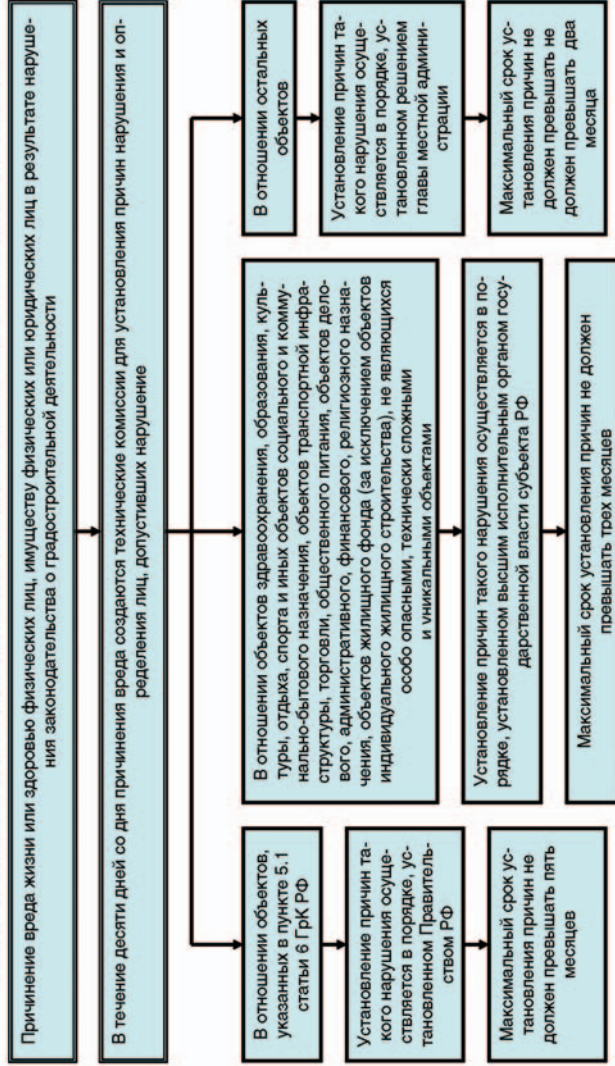 Причинение вреда жизни или здоровью физических лиц, имуществу физических или юридических лиц в результате наруше-
ния законодательства о градостроительной деятельности
В течение десяти дней со дня причинения вреда создаются технические комиссии для установления причин нарушения и оп-
ределения лиц, допустивших нарушение
В отношении объектов,
указанных в пункте 5.1
статьи 6 ГрК РФ
Установление причин та-
кого нарушения осуще-
ствляется в порядке, ус-
тановленном Правитель-
ством РФ
Максимальный срок ус-
тановления причин не
должен превышать пять
месяцев
В отношении объектов здравоохранения, образования, куль-
туры, отдыха, спорта и иных объектов социального и комму-
нально-бытового назначения, объектов транспортной инфра-
структуры, торговли, общественного питания, объектов дело-
вого, административного, финансового, религиозного назна-
чения, объектов жилищного фонда (за исключением объектов
индивидуального жилищного строительства), не являющихся
особо опасными, технически сложными
и уникальными объектами
Установление причин такого нарушения осуществляется в по-
рядке, установленном высшим исполнительным органом госу-
дарственной власти субъекта РФ
Максимальный срок установления причин не должен
превышать трех месяцев
В отношении остальных
объектов
Установление причин та-
кого нарушения осуще-
ствляется в порядке, ус-
тановленном решением
главы местной админи-
страции
Максимальный срок ус-
тановления причин не
должен превышать не
должен превышать два
месяца